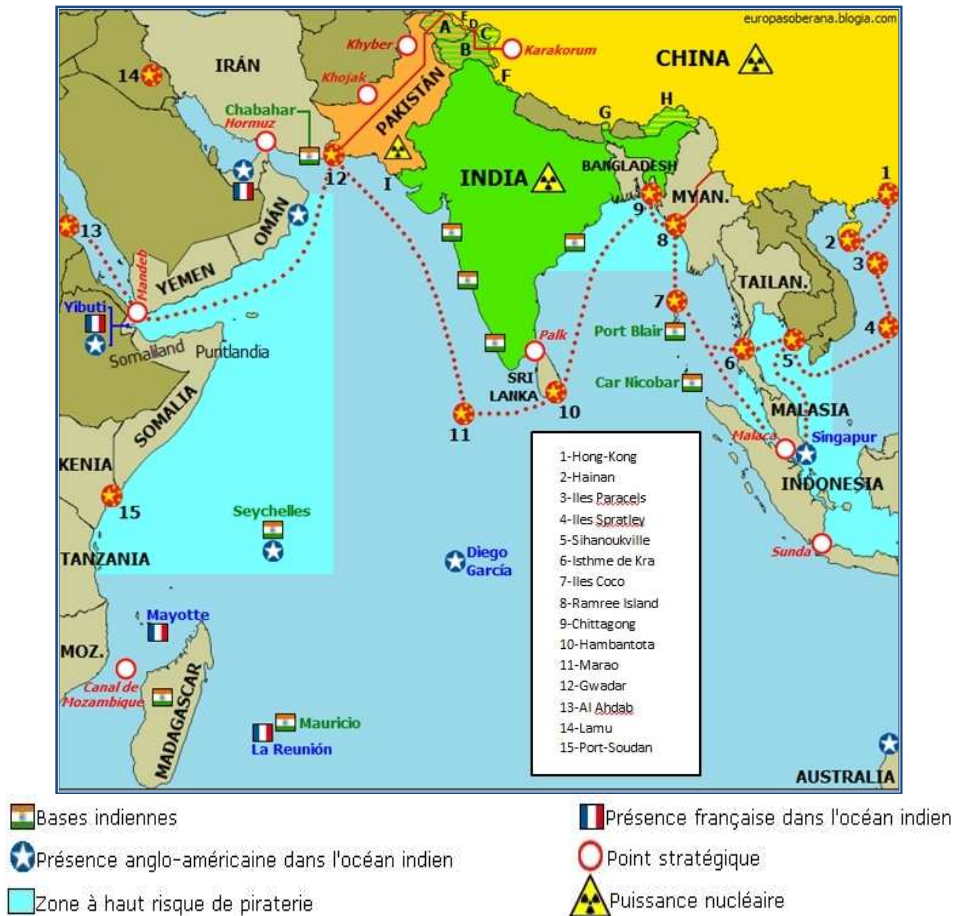 europasoberana.blogia.com
Khyber
A
E
D
C
B
Karakorum
14
IRÁN
Khojak
CHINA
F
Chabahar
Hormuz
PAKISTÁN
G
H
BANGLADESH
12
I
INDIA
MYAN.
1
OMÁN
9
8
2
3
13
YEMEN
Mandeb
TAILAN.
Yibuti
7
4
Port Blair
Somaliland
Puntlandia
Palk
6
5
SRI
LANKA
Car Nicobar
SOMALIA
10
11
MALASIA
Malaca
Singapur
KENIA
INDONESIA
15
Seychelles
TANZANIA
Diego
García
Sunda
Mayotte
MOZ.
Canal de
Mozambique
MADAGASCAR
Mauricio
La Reunión
AUSTRALIA
1-Hong-Kong
2-Hainan
3-Iles Paracels
4-Iles Spratley
5-Sihanoukville
6-Isthme de Kra
7-Iles Coco
8-Ramree Island
9-Chittagong
10-Hambantota
11-Marao
12-Gwadar
13-Al Ahdab
14-Lamu
15-Port-Soudan
Bases indiennes
Présence française dans l'océan indien
Présence anglo-américaine dans l'océan indien
Point stratégique
Zone à haut risque de piraterie
Puissance nucléaire